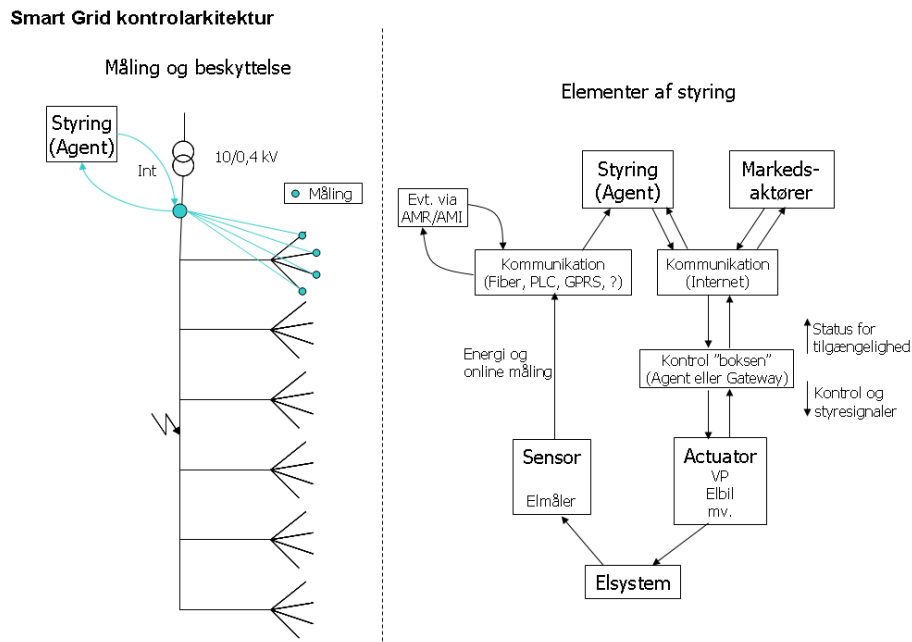 Smart Grid kontrolarkitektur
Måling og beskyttelse
Styring
(Agent)
Int
10/0,4 kV
Måling
Elementer af styring
Styring
(Agent)
Markeds-
aktører
Evt. via
AMR/AMI
Kommunikation
(Fiber, PLC, GPRS, ?)
Kommunikation
(Internet)
Energi og
online måling
Status for
tilgængelighed
Kontrol "boksen"
(Agent eller Gateway)
Kontrol og
styresignaler
Sensor
Elmåler
Actuator
VP
Elbil
mv.
Elsystem